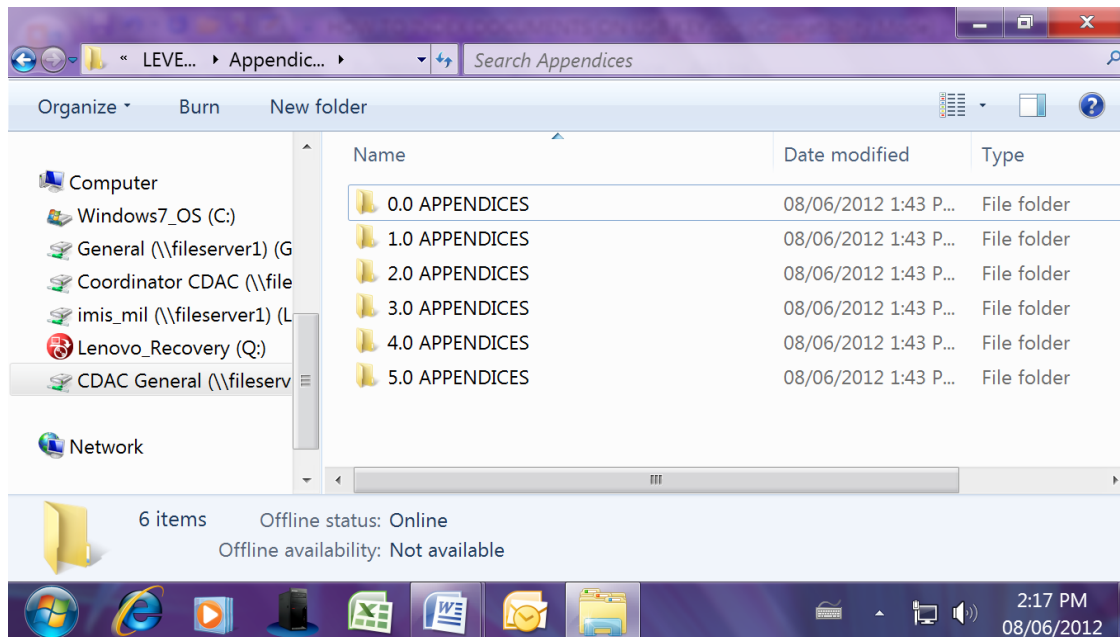 « LEVE... Appendic... Search Appendices
Organize Burn New folder
Name Date modified Type
Computer
Windows7_OS (C:)
General (\\fileserver1) (G
Coordinator CDAC (\\file
imis_mil (\\fileserver1) (L
Lenovo_Recovery (Q:)
CDAC General (\\fileserv
Network
0.0 APPENDICES 08/06/2012 1:43 P... File folder
1.0 APPENDICES 08/06/2012 1:43 P... File folder
2.0 APPENDICES 08/06/2012 1:43 P... File folder
3.0 APPENDICES 08/06/2012 1:43 P... File folder
4.0 APPENDICES 08/06/2012 1:43 P... File folder
5.0 APPENDICES 08/06/2012 1:43 P... File folder
6 items Offline status: Online
Offline availability: Not available
2:17 PM
08/06/2012